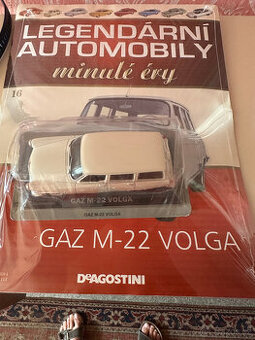 LEGENDÁRNÍ
AUTOMOBILY
minulé éry
16
GAZ M-22 VOLGA
GAZ M-22 VOLGA
GAZ M-22 VOLGA
DeAGOSTINI